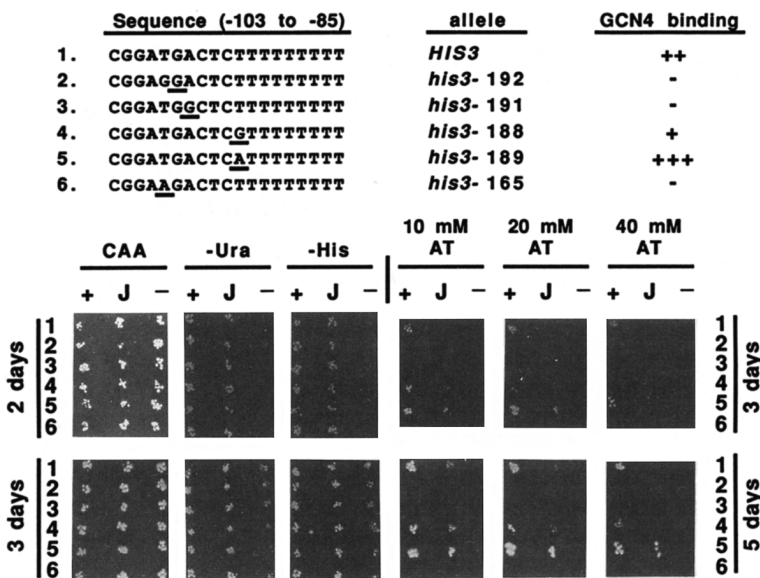 Sequence (-103 to -85) allele GCN4 binding
1. CGGATGACTCTTTTTTTTT HIS3 ++
2. CGGAGGACTCTTTTTTTTT his3-192 -
3. CGGATGGCTCTTTTTTTTT his3-191 -
4. CGGATGACTCGTTTTTTTT his3-188 +
5. CGGATGACTCATTTTTTTT his3-189 +++
6. CGGAAGACTCTTTTTTTTT his3-165 -
CAA -Ura -His 10 mM AT 20 mM AT 40 mM AT
+ J − + J − + J − + J − + J − + J −
2 days
1
2
3
4
5
6
1
2
3
4
5
6
3 days
3 days
1
2
3
4
5
6
1
2
3
4
5
6
5 days